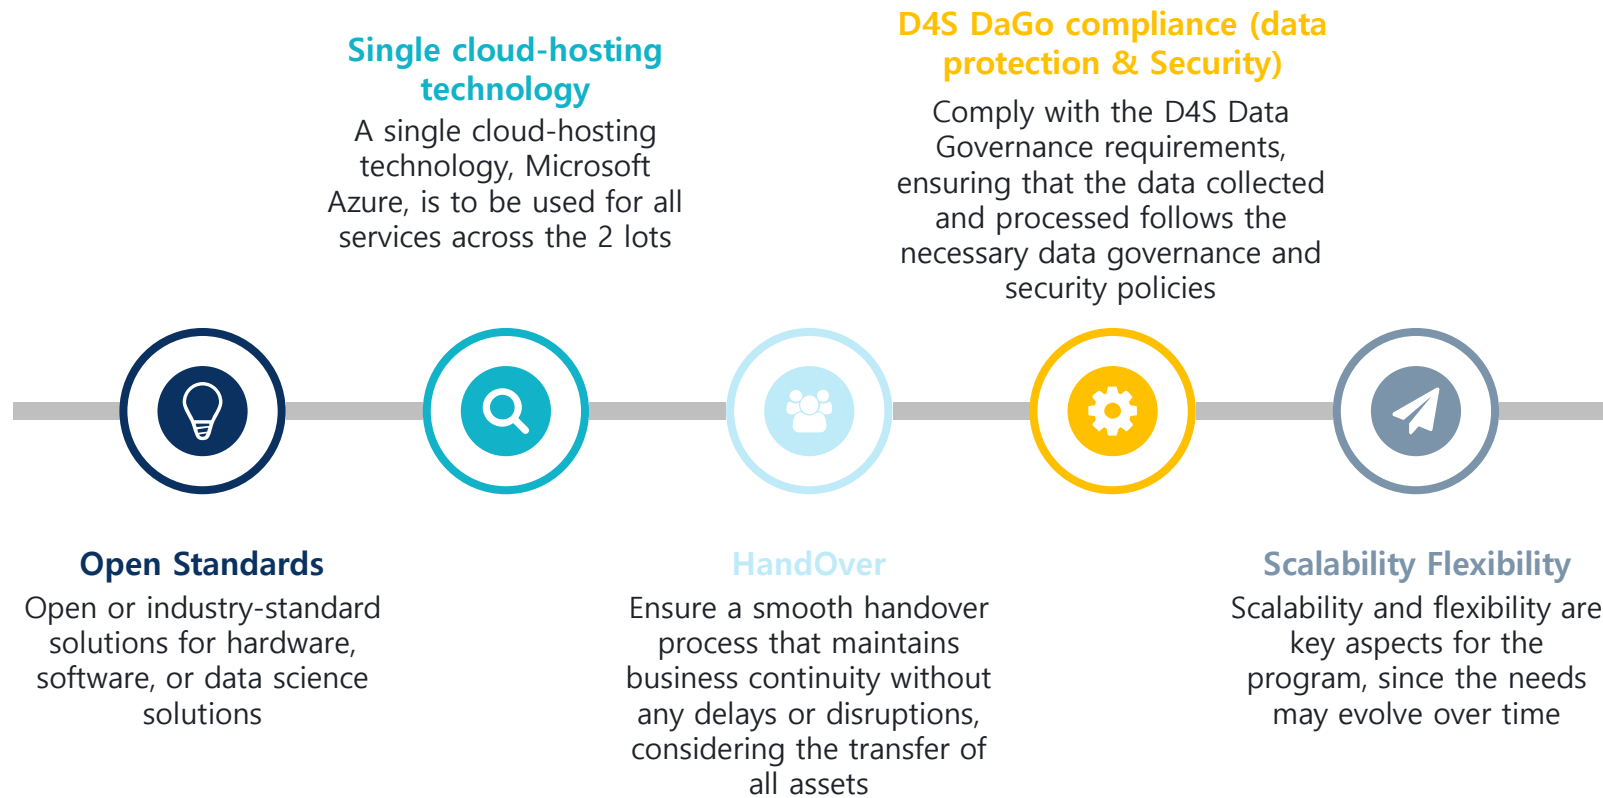 Open Standards
Open or industry-standard
solutions for hardware,
software, or data science
solutions
Single cloud-hosting
technology
A single cloud-hosting
technology, Microsoft
Azure, is to be used for all
services across the 2 lots
HandOver
Ensure a smooth handover
process that maintains
business continuity without
any delays or disruptions,
considering the transfer of
all assets
D4S DaGo compliance (data
protection & Security)
Comply with the D4S Data
Governance requirements,
ensuring that the data collected
and processed follows the
necessary data governance and
security policies
Scalability Flexibility
Scalability and flexibility are
key aspects for the
program, since the needs
may evolve over time